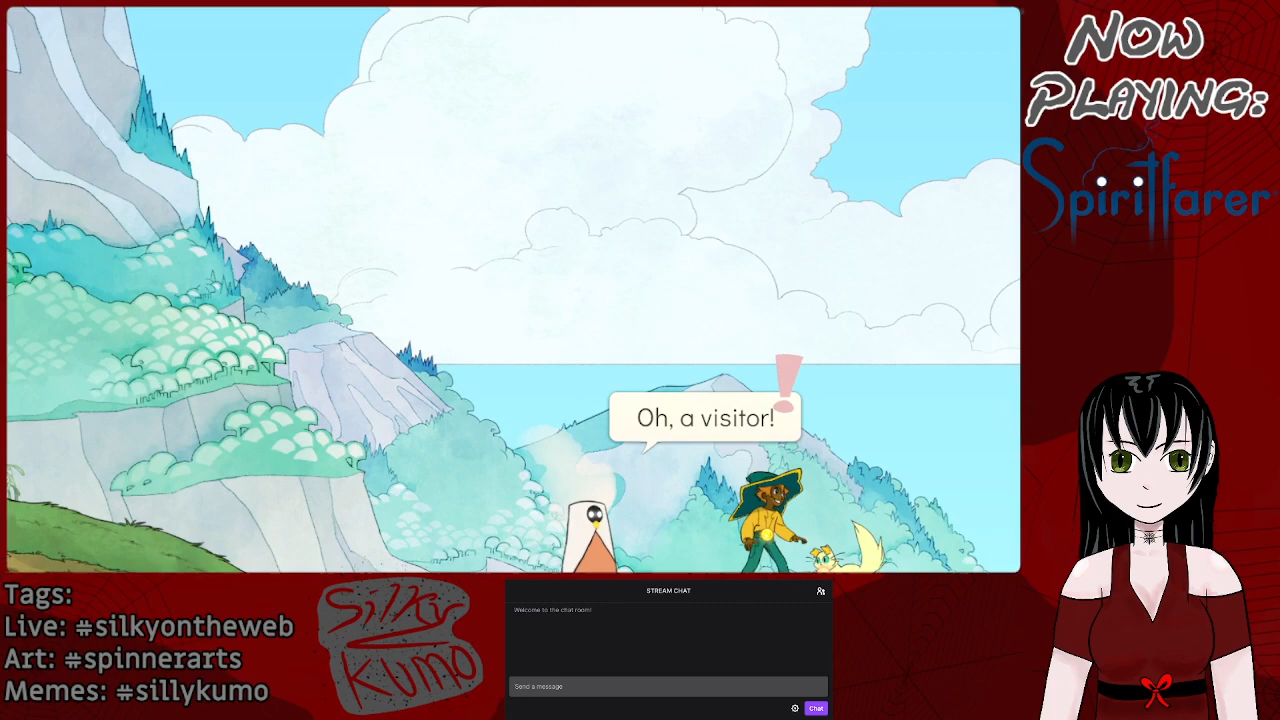 Now
Playing:
Spiritfarer
Oh, a visitor!
Tags:
Live: #silkyontheweb
Art: #spinnerarts
Memes: #sillykumo
Silky
Kumo
STREAM CHAT
Welcome to the chat room!
Send a message
Chat